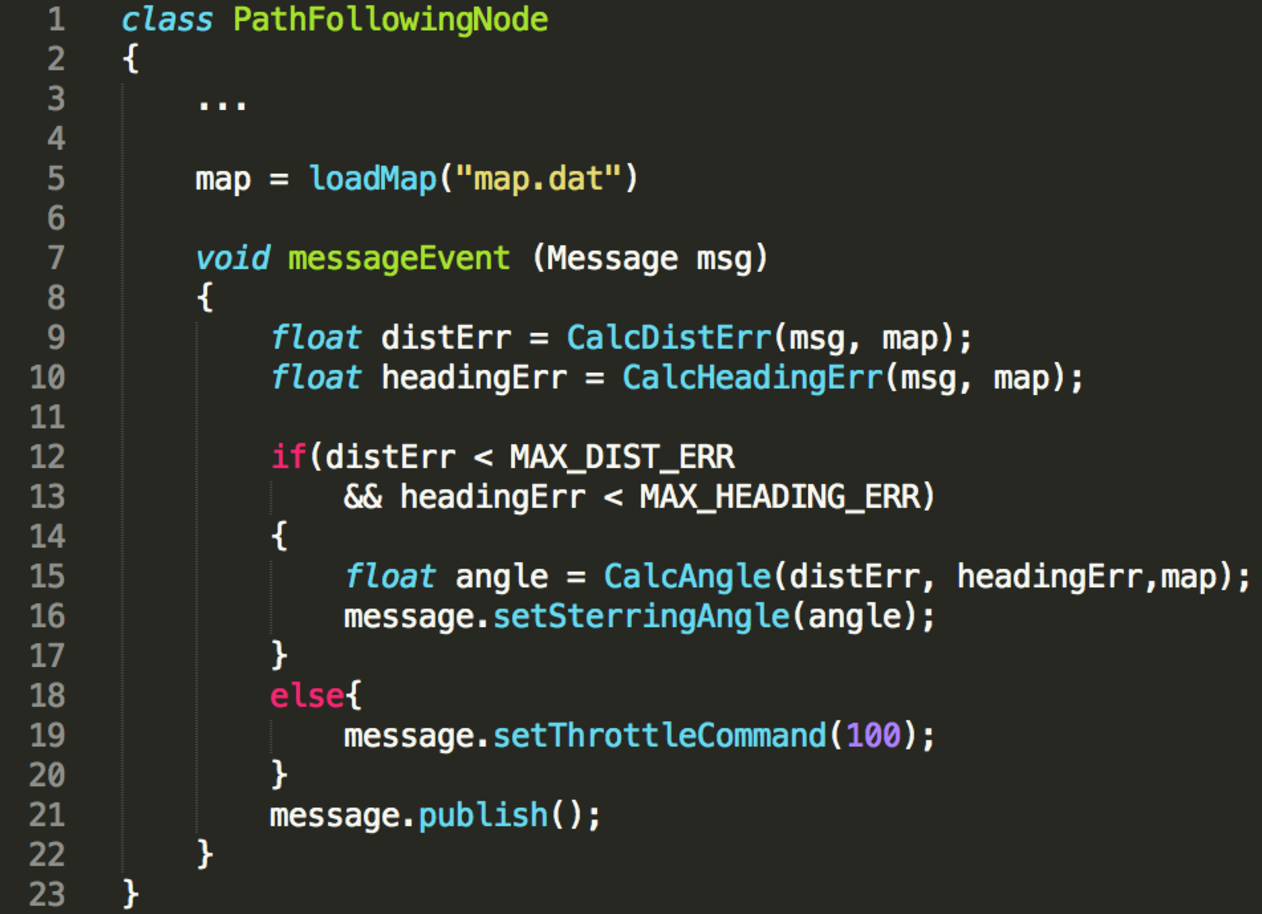 1 class PathFollowingNode
2 {
3 ...
4
5 map = loadMap("map.dat")
6
7 void messageEvent (Message msg)
8 {
9 float distErr = CalcDistErr(msg, map);
10 float headingErr = CalcHeadingErr(msg, map);
11
12 if(distErr < MAX_DIST_ERR
13 && headingErr < MAX_HEADING_ERR)
14 {
15 float angle = CalcAngle(distErr, headingErr,map);
16 message.setSterringAngle(angle);
17 }
18 else{
19 message.setThrottleCommand(100);
20 }
21 message.publish();
22 }
23 }